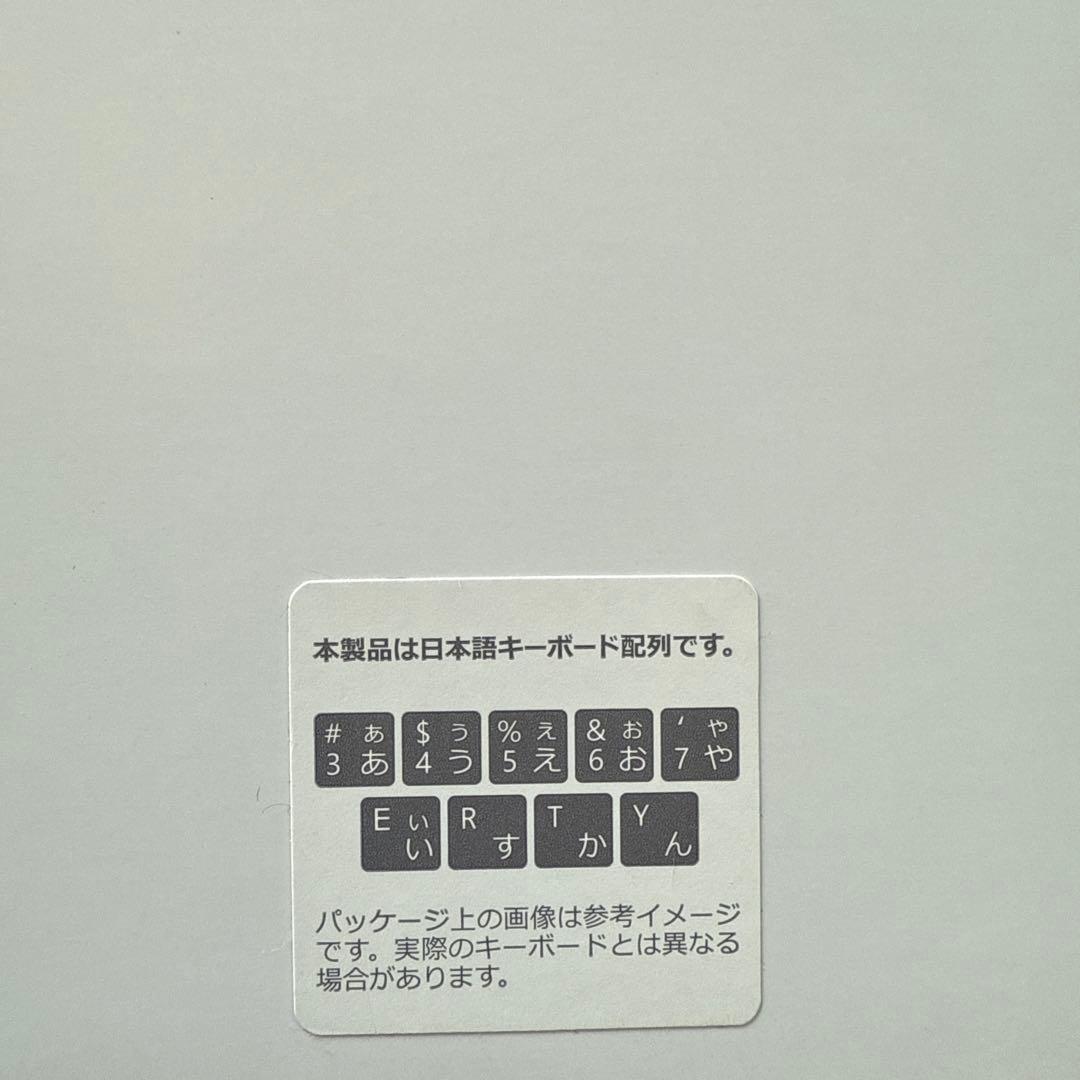 本製品は日本語キーボード配列です。
# ぁ $ ぅ % ぇ & ぉ ' ゃ
3 あ 4 う 5 え 6 お 7 や
E ぃ R T Y
い す か ん
パッケージ上の画像は参考イメージ
です。実際のキーボードとは異なる
場合があります。